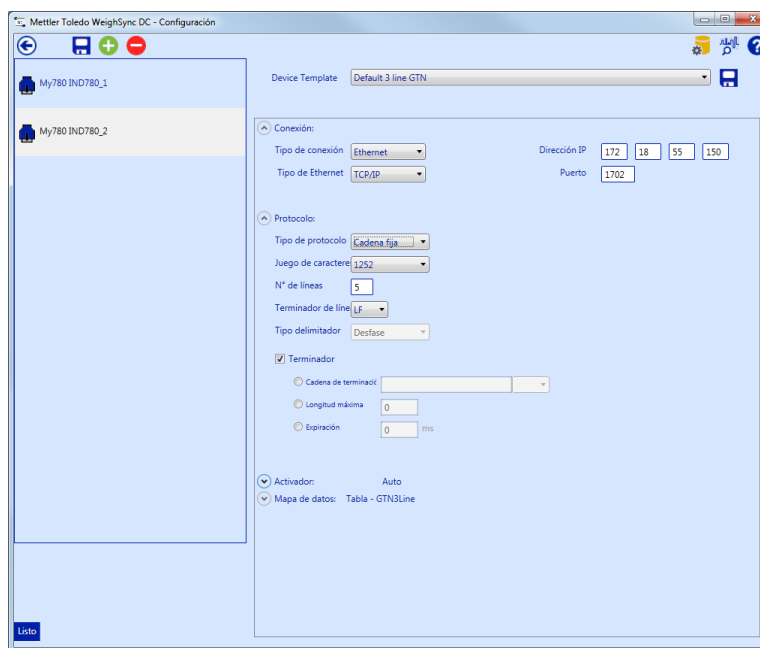 Mettler Toledo WeighSync DC - Configuración
My780 IND780_1
My780 IND780_2
Listo
Device Template Default 3 line GTN
Conexión:
Tipo de conexión Ethernet Dirección IP 172 18 55 150
Tipo de Ethernet TCP/IP Puerto 1702
Protocolo:
Tipo de protocolo Cadena fija
Juego de caractere 1252
N° de líneas 5
Terminador de líne LF
Tipo delimitador Desfase
Terminador
Cadena de terminació
Longitud máxima 0
Expiración 0 ms
Activador: Auto
Mapa de datos: Tabla - GTN3Line